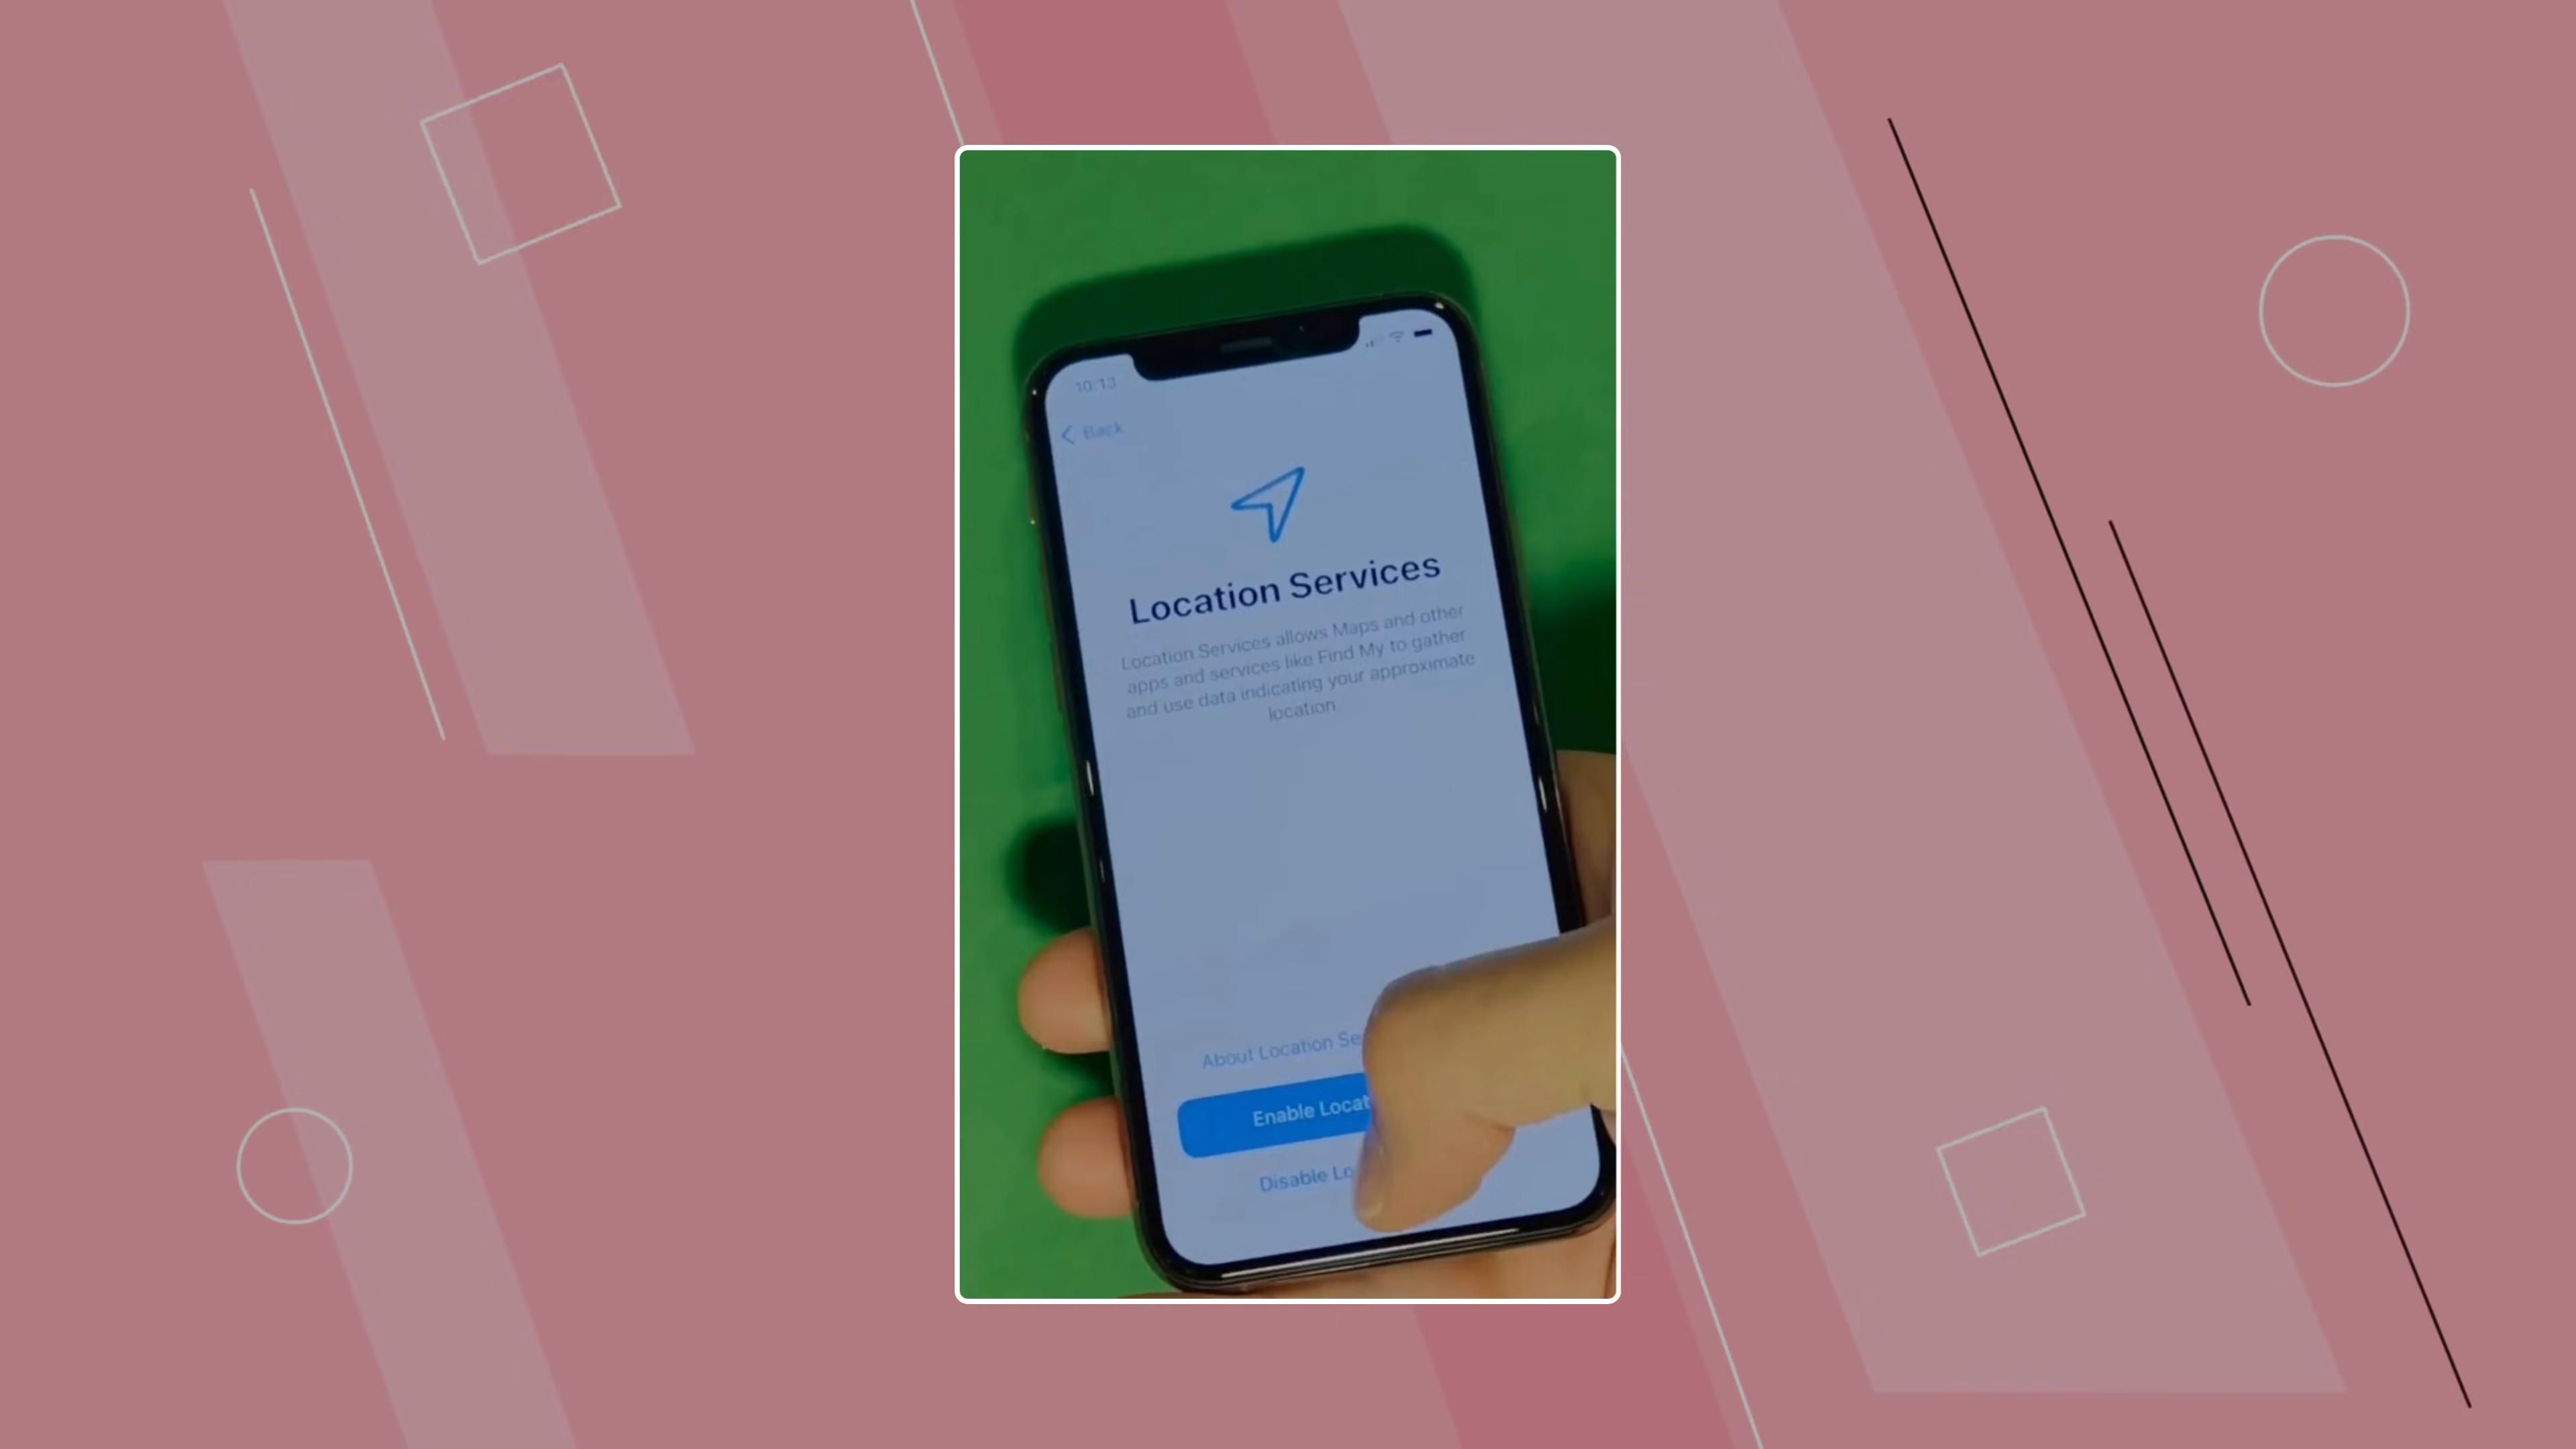 10:13
Back
Location Services
Location Services allows Maps and other
apps and services like Find My to gather
and use data indicating your approximate
location.
About Location Se
Enable Locat
Disable Lo